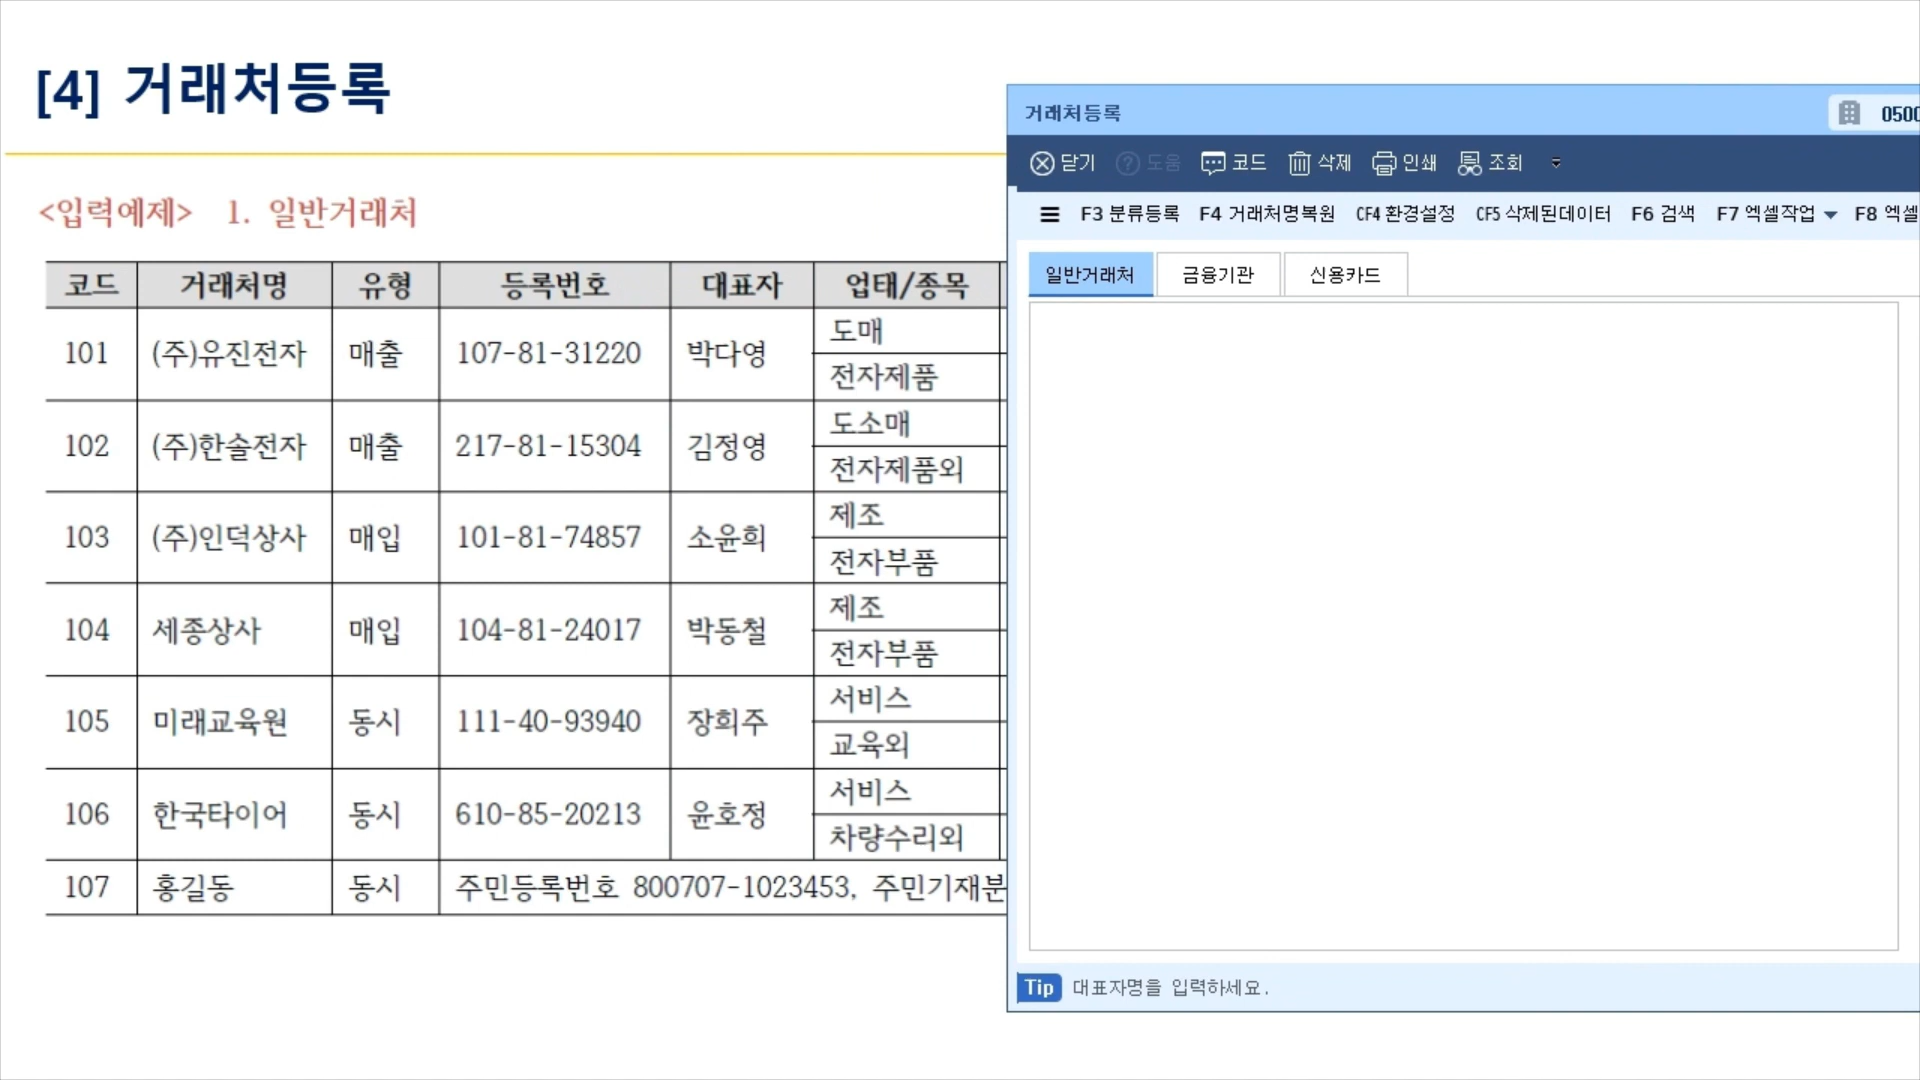 [4] 거래처등록
<입력예제> 1. 일반거래처
코드 거래처명 유형 등록번호 대표자 업태/종목
101 (주)유진전자 매출 107-81-31220 박다영 도매
전자제품
102 (주)한솔전자 매출 217-81-15304 김정영 도소매
전자제품외
103 (주)인덕상사 매입 101-81-74857 소윤희 제조
전자부품
104 세종상사 매입 104-81-24017 박동철 제조
전자부품
105 미래교육원 동시 111-40-93940 장희주 서비스
교육외
106 한국타이어 동시 610-85-20213 윤호정 서비스
차량수리외
107 홍길동 동시 주민등록번호 800707-1023453, 주민기재분
거래처등록 0500
닫기 도움 코드 삭제 인쇄 조회
F3 분류등록 F4 거래처명복원 CF4 환경설정 CF5 삭제된데이터 F6 검색 F7 엑셀작업 F8 엑셀
일반거래처 금융기관 신용카드
Tip 대표자명을 입력하세요.